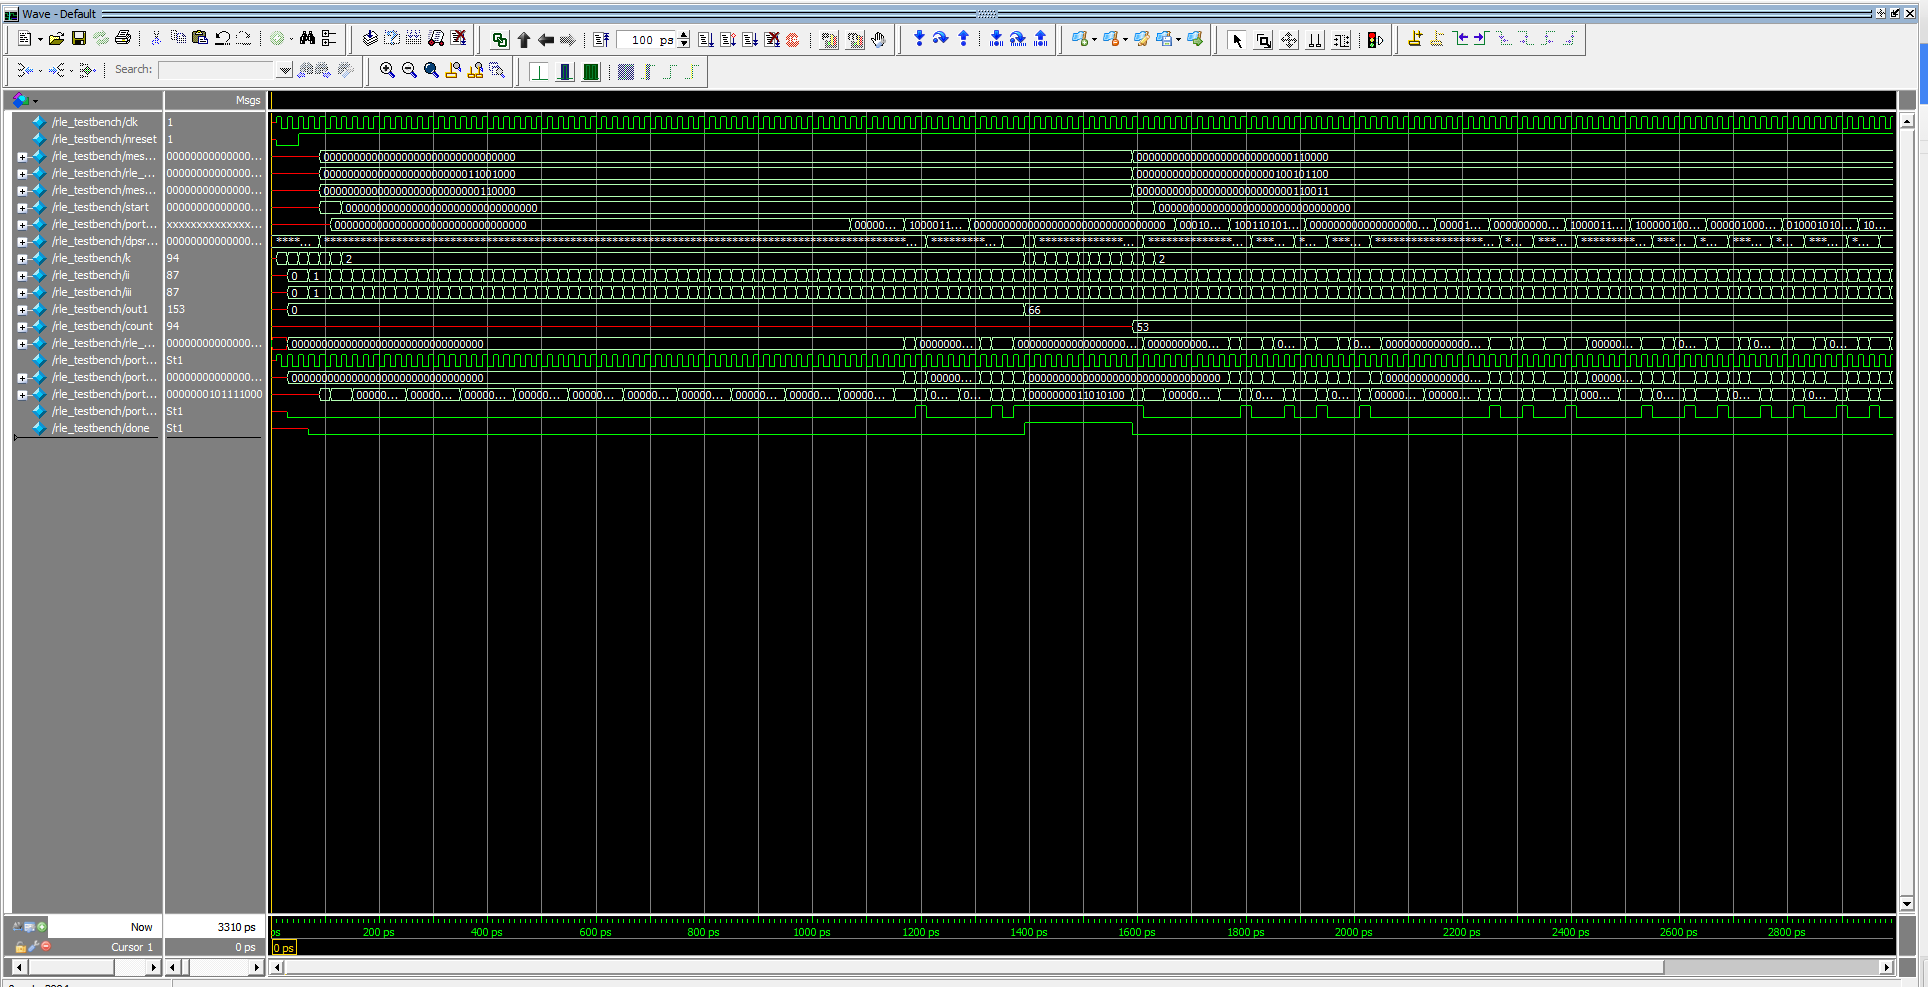 Wave - Default
100 ps
Search:
Msgs
/rle_testbench/clk 1
/rle_testbench/nreset 1
/rle_testbench/mes... 00000000000000... 00000000000000000000000000000000 00000000000000000000000000110000
/rle_testbench/rle_... 00000000000000... 00000000000000000000000011001000 00000000000000000000000100101100
/rle_testbench/mes... 00000000000000... 00000000000000000000000000110000 00000000000000000000000000110011
/rle_testbench/start 00000000000000... 00000000000000000000000000000000 00000000000000000000000000000000
/rle_testbench/port... xxxxxxxxxxxxxx... 00000000000000000000000000000000 00000... 1000011... 00000000000000000000000000000000 00010... 100110101... 00000000000000000000... 00001... 000000000... 1000011... 100000100... 000001000... 010001010... 10...
/rle_testbench/dpsr... 00000000000000...
/rle_testbench/k 94 2 2
/rle_testbench/ii 87 0 1
/rle_testbench/iii 87 0 1
/rle_testbench/out1 153 0 66
/rle_testbench/count 94 53
/rle_testbench/rle_... 00000000000000... 00000000000000000000000000000000 0000000... 000000000000000000... 0000000000... 0... 0... 00000000000000... 00000... 0... 0... 0...
/rle_testbench/port... St1
/rle_testbench/port... 00000000000000... 00000000000000000000000000000000 00000... 00000000000000000000000000000000 00000000000000... 00000...
/rle_testbench/port... 0000000101111000 00000... 00000... 00000... 00000... 00000... 00000... 00000... 00000... 00000... 00000... 0... 0... 0000000011010100 00000... 0... 0... 00000... 00000... 000... 0... 0... 0...
/rle_testbench/port... St1
/rle_testbench/done St1
Now 3310 ps
ps 200 ps 400 ps 600 ps 800 ps 1000 ps 1200 ps 1400 ps 1600 ps 1800 ps 2000 ps 2200 ps 2400 ps 2600 ps 2800 ps
Cursor 1 0 ps 0 ps